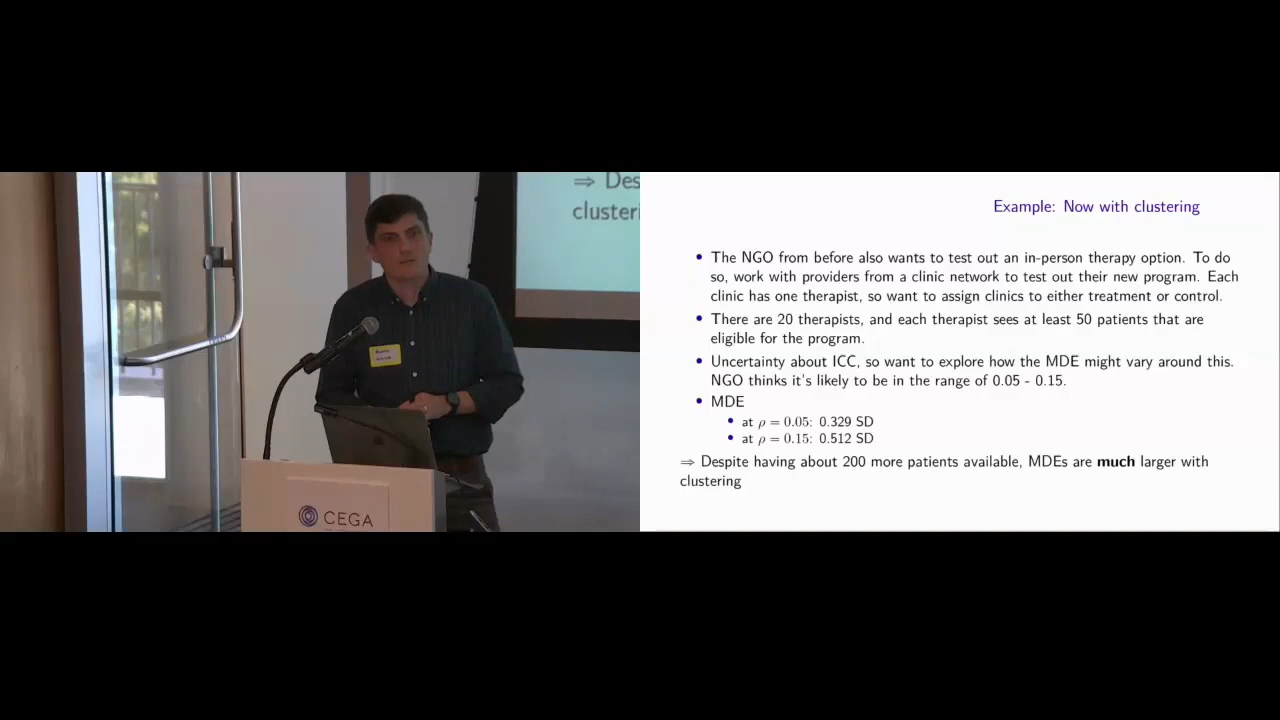 ⇒ Des
clusteri
CEGA
Example: Now with clustering
• The NGO from before also wants to test out an in-person therapy option. To do
so, work with providers from a clinic network to test out their new program. Each
clinic has one therapist, so want to assign clinics to either treatment or control.
• There are 20 therapists, and each therapist sees at least 50 patients that are
eligible for the program.
• Uncertainty about ICC, so want to explore how the MDE might vary around this.
NGO thinks it's likely to be in the range of 0.05 - 0.15.
• MDE
• at ρ = 0.05: 0.329 SD
• at ρ = 0.15: 0.512 SD
⇒ Despite having about 200 more patients available, MDEs are much larger with
clustering